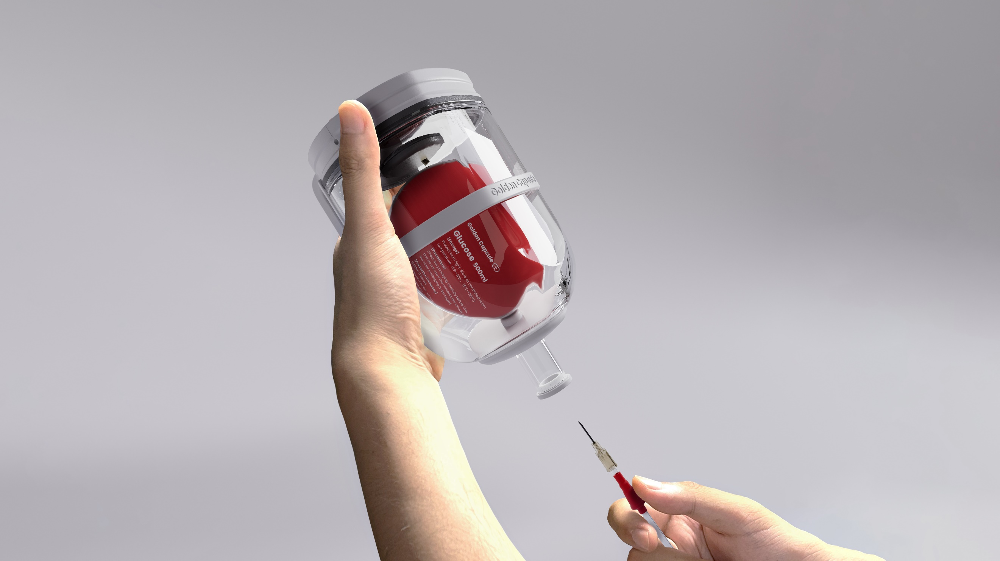 Golden Capsule
Golden Capsule GC
Glucose 500ml
[Storage]
Protect from light. Store at controlled room
temperature (59—86F, 15℃—30℃)
[Precautions]
Check the packaging carefully before use,
and do not use if the contents are cloudy
the outer packaging is damaged.
[Production Company]
Golden Capsule